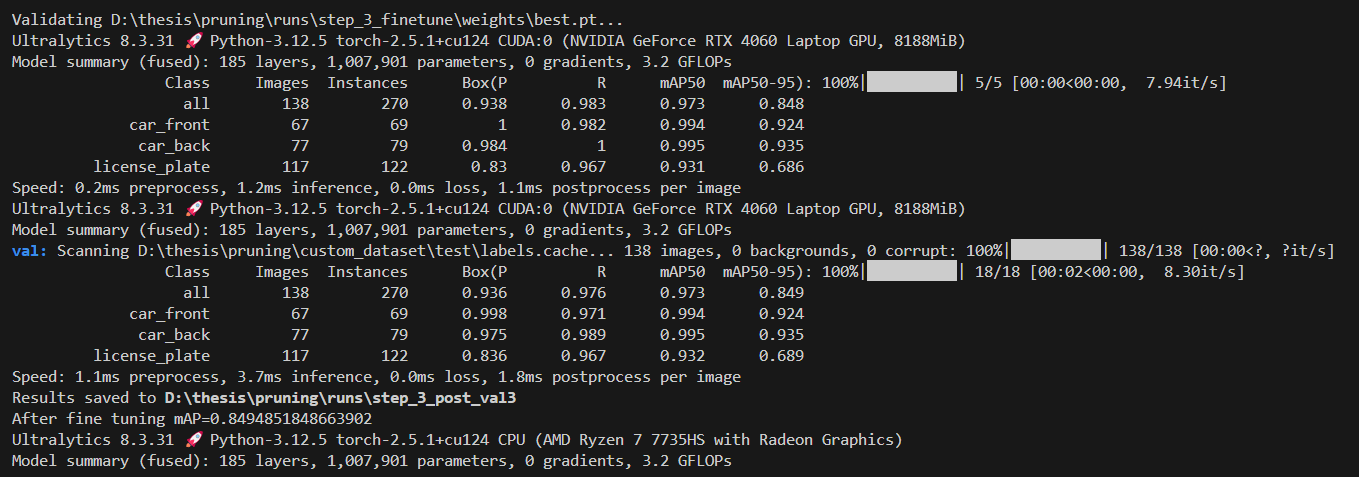 Validating D:\thesis\pruning\runs\step_3_finetune\weights\best.pt...
Ultralytics 8.3.31 🚀 Python-3.12.5 torch-2.5.1+cu124 CUDA:0 (NVIDIA GeForce RTX 4060 Laptop GPU, 8188MiB)
Model summary (fused): 185 layers, 1,007,901 parameters, 0 gradients, 3.2 GFLOPs
Class Images Instances Box(P R mAP50 mAP50-95): 100%|██████████| 5/5 [00:00<00:00, 7.94it/s]
all 138 270 0.938 0.983 0.973 0.848
car_front 67 69 1 0.982 0.994 0.924
car_back 77 79 0.984 1 0.995 0.935
license_plate 117 122 0.83 0.967 0.931 0.686
Speed: 0.2ms preprocess, 1.2ms inference, 0.0ms loss, 1.1ms postprocess per image
Ultralytics 8.3.31 🚀 Python-3.12.5 torch-2.5.1+cu124 CUDA:0 (NVIDIA GeForce RTX 4060 Laptop GPU, 8188MiB)
Model summary (fused): 185 layers, 1,007,901 parameters, 0 gradients, 3.2 GFLOPs
val: Scanning D:\thesis\pruning\custom_dataset\test\labels.cache... 138 images, 0 backgrounds, 0 corrupt: 100%|██████████| 138/138 [00:00<?, ?it/s]
Class Images Instances Box(P R mAP50 mAP50-95): 100%|██████████| 18/18 [00:02<00:00, 8.30it/s]
all 138 270 0.936 0.976 0.973 0.849
car_front 67 69 0.998 0.971 0.994 0.924
car_back 77 79 0.975 0.989 0.995 0.935
license_plate 117 122 0.836 0.967 0.932 0.689
Speed: 1.1ms preprocess, 3.7ms inference, 0.0ms loss, 1.8ms postprocess per image
Results saved to D:\thesis\pruning\runs\step_3_post_val3
After fine tuning mAP=0.8494851848663902
Ultralytics 8.3.31 🚀 Python-3.12.5 torch-2.5.1+cu124 CPU (AMD Ryzen 7 7735HS with Radeon Graphics)
Model summary (fused): 185 layers, 1,007,901 parameters, 0 gradients, 3.2 GFLOPs